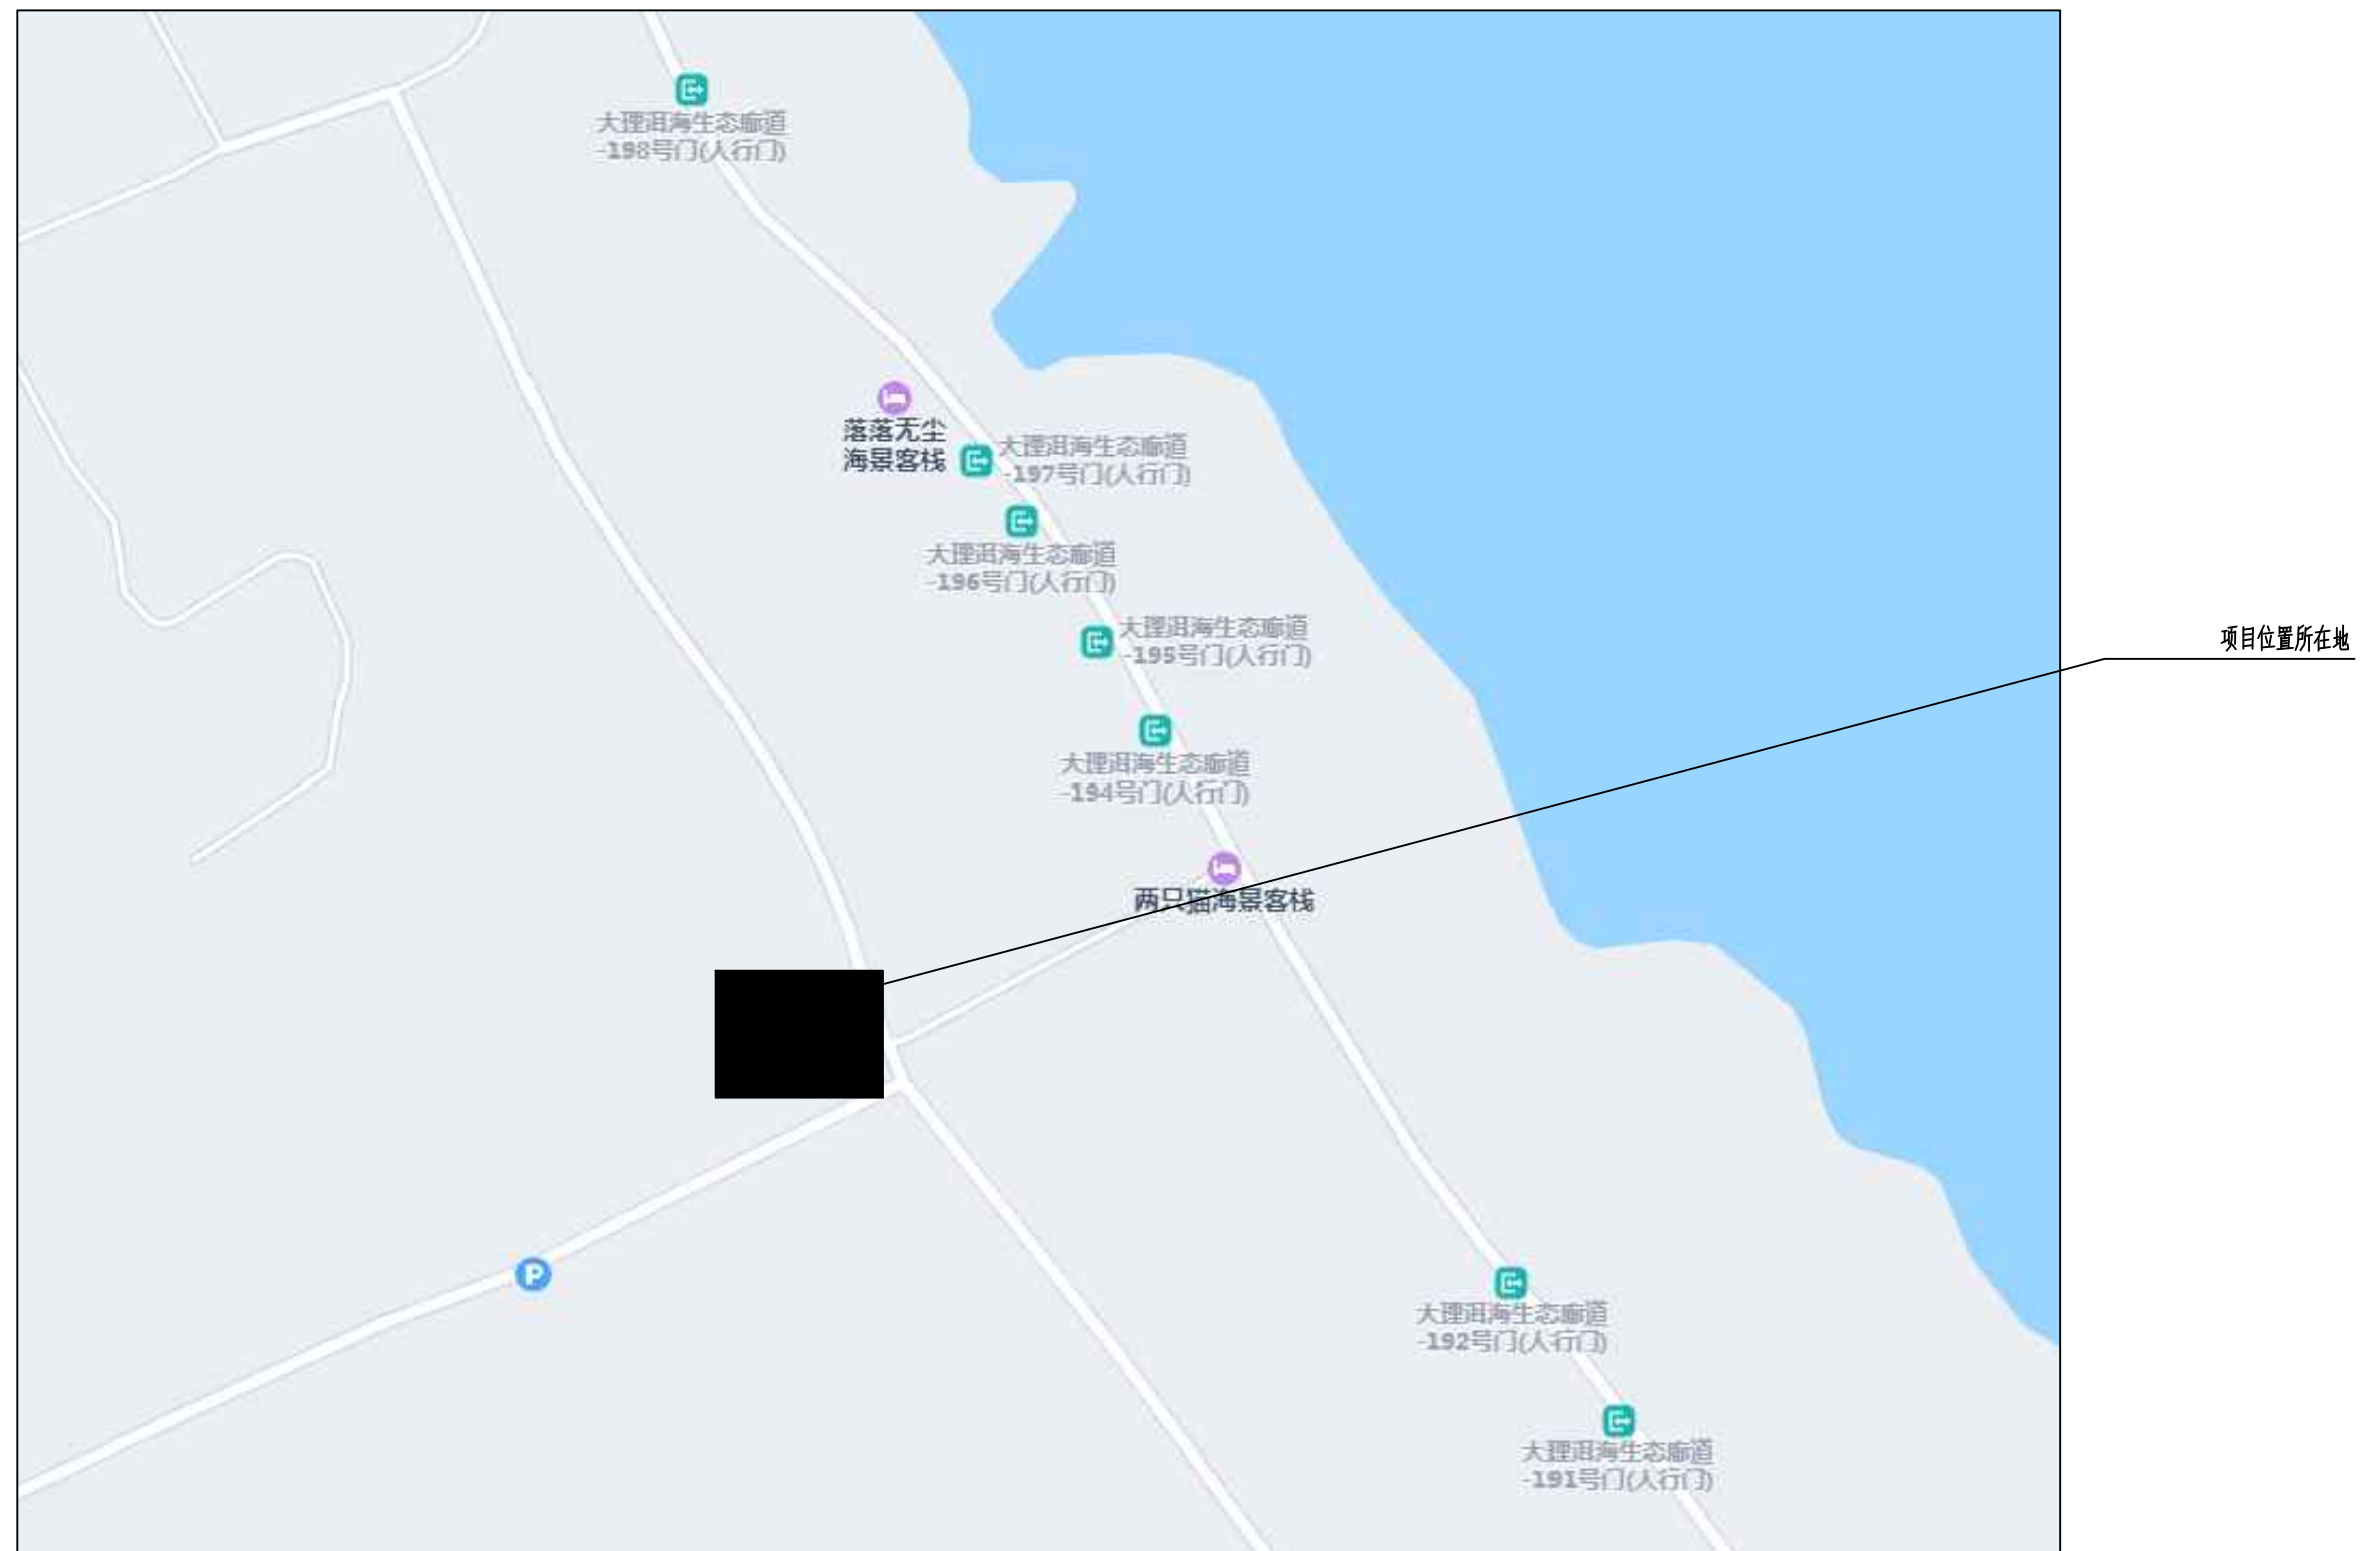 大理洱海生态廊道
-198号门(人行门)
落落无尘
海景客栈
大理洱海生态廊道
-197号门(人行门)
大理洱海生态廊道
-196号门(人行门)
大理洱海生态廊道
-195号门(人行门)
项目位置所在地
大理洱海生态廊道
-194号门(人行门)
两只猫海景客栈
P
大理洱海生态廊道
-192号门(人行门)
大理洱海生态廊道
-191号门(人行门)